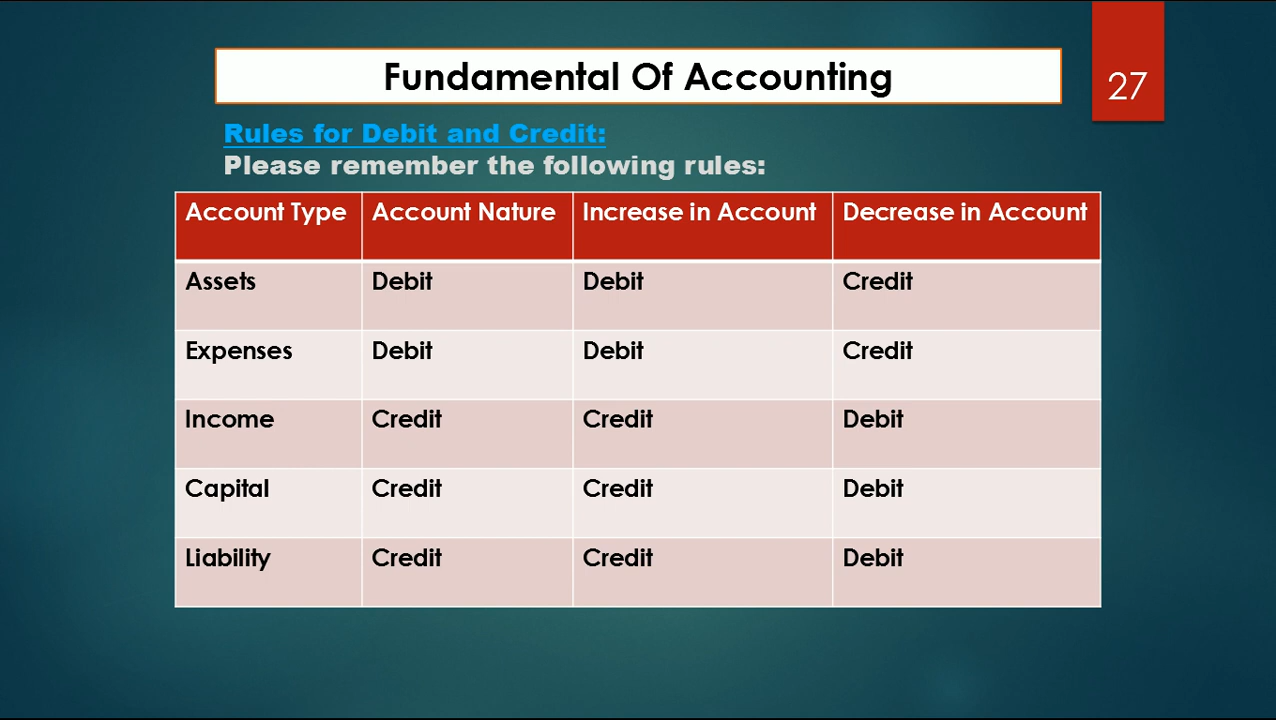 Fundamental Of Accounting
27
Rules for Debit and Credit:
Please remember the following rules:
Account Type Account Nature Increase in Account Decrease in Account
Assets Debit Debit Credit
Expenses Debit Debit Credit
Income Credit Credit Debit
Capital Credit Credit Debit
Liability Credit Credit Debit